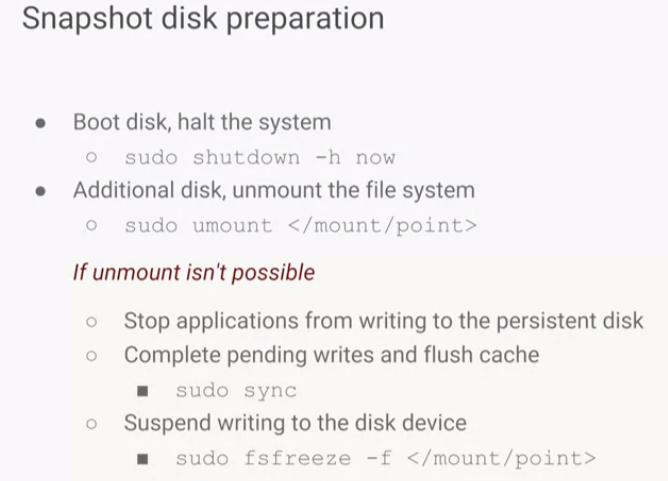 Snapshot disk preparation
● Boot disk, halt the system
○ sudo shutdown -h now
● Additional disk, unmount the file system
○ sudo umount </mount/point>
If unmount isn't possible
○ Stop applications from writing to the persistent disk
○ Complete pending writes and flush cache
■ sudo sync
○ Suspend writing to the disk device
■ sudo fsfreeze -f </mount/point>